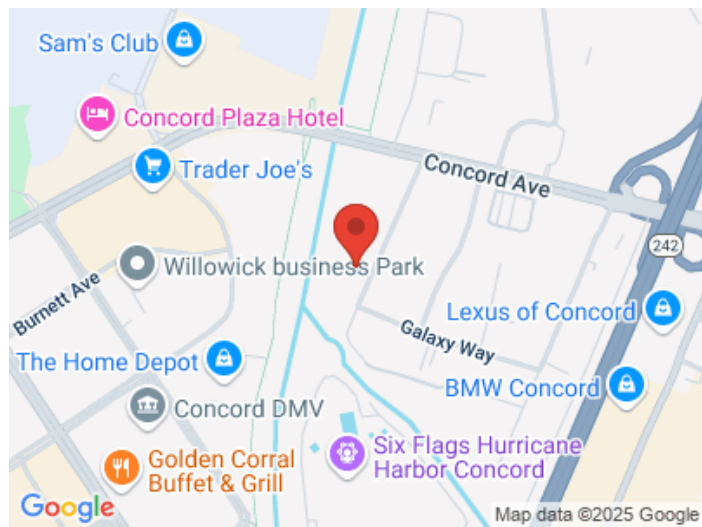 Sam's Club
Concord Plaza Hotel
Trader Joe's
Concord Ave
242
Willowick business Park
Burnett Ave
Lexus of Concord
Galaxy Way
The Home Depot
BMW Concord
Concord DMV
Six Flags Hurricane
Harbor Concord
Golden Corral
Buffet & Grill
Google
Map data ©2025 Google